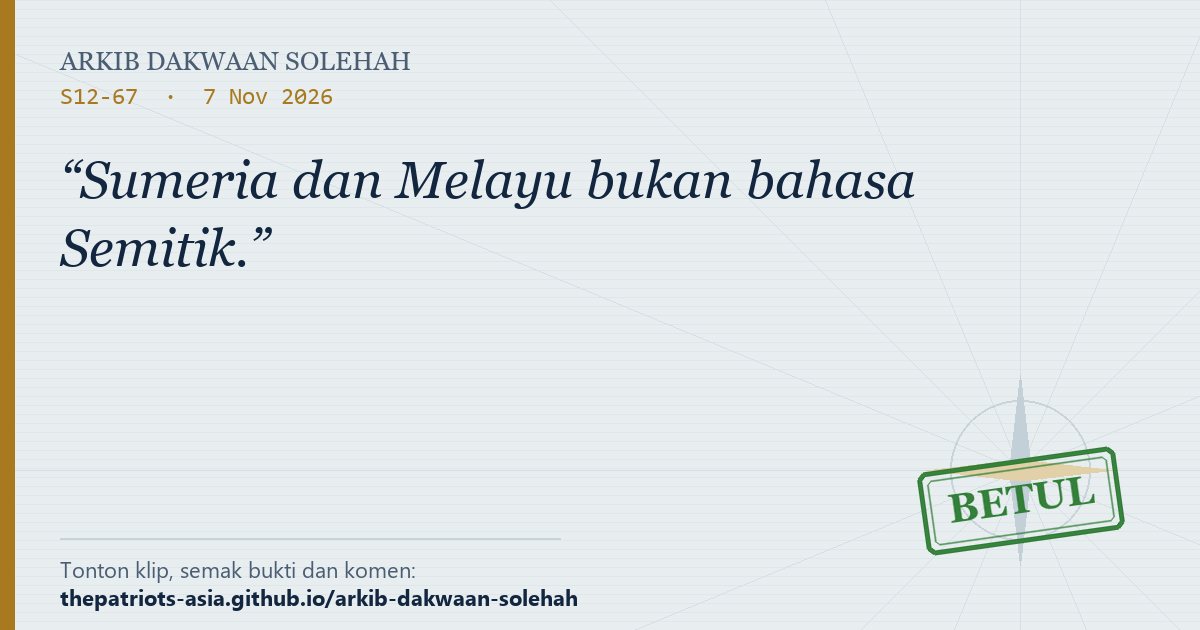 ARKIB DAKWAAN SOLEHAH
S12-67 · 7 Nov 2026
“Sumeria dan Melayu bukan bahasa
Semitik.”
BETUL
Tonton klip, semak bukti dan komen:
thepatriots-asia.github.io/arkib-dakwaan-solehah